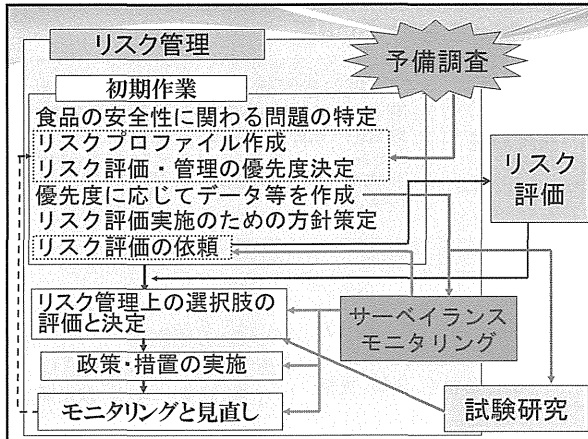 リスク管理
予備調査
初期作業
食品の安全性に関わる問題の特定
リスクプロファイル作成
リスク評価・管理の優先度決定
優先度に応じてデータ等を作成
リスク評価実施のための方針策定
リスク評価の依頼
リスク
評価
リスク管理上の選択肢の
評価と決定
サーベイランス
モニタリング
政策・措置の実施
モニタリングと見直し
試験研究